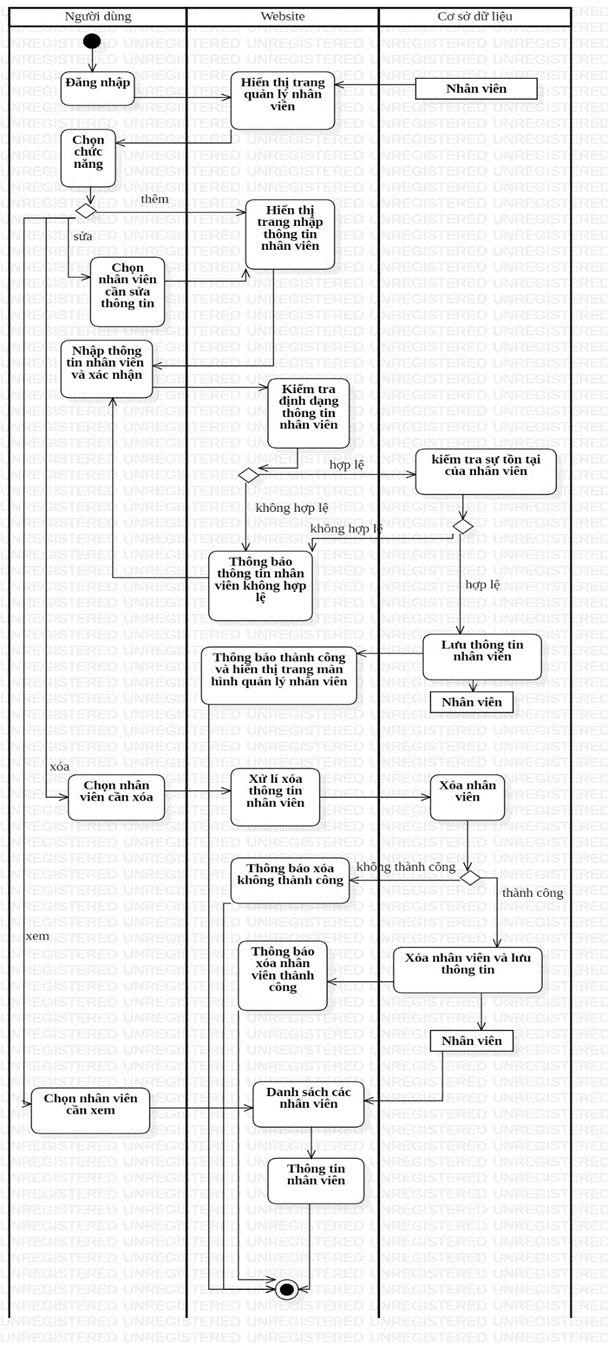 Người dùng
Website
Cơ sở dữ liệu
Đăng nhập
Hiển thị trang
quản lý nhân
viên
Nhân viên
Chọn
chức
năng
thêm
sửa
Hiển thị
trang nhập
thông tin
nhân viên
Chọn
nhân viên
cần sửa
thông tin
Nhập thông
tin nhân viên
và xác nhận
Kiểm tra
định dạng
thông tin
nhân viên
hợp lệ
kiểm tra sự tồn tại
của nhân viên
không hợp lệ
không hợp lệ
Thông báo
thông tin nhân
viên không hợp
lệ
hợp lệ
Lưu thông tin
nhân viên
Thông báo thành công
và hiển thị trang màn
hình quản lý nhân viên
Nhân viên
xóa
Chọn nhân
viên cần xóa
Xử lí xóa
thông tin
nhân viên
Xóa nhân
viên
không thành công
Thông báo xóa
không thành công
thành công
xem
Thông báo
xóa nhân
viên thành
công
Xóa nhân viên và lưu
thông tin
Nhân viên
Chọn nhân viên
cần xem
Danh sách các
nhân viên
Thông tin
nhân viên
UNREGISTERED